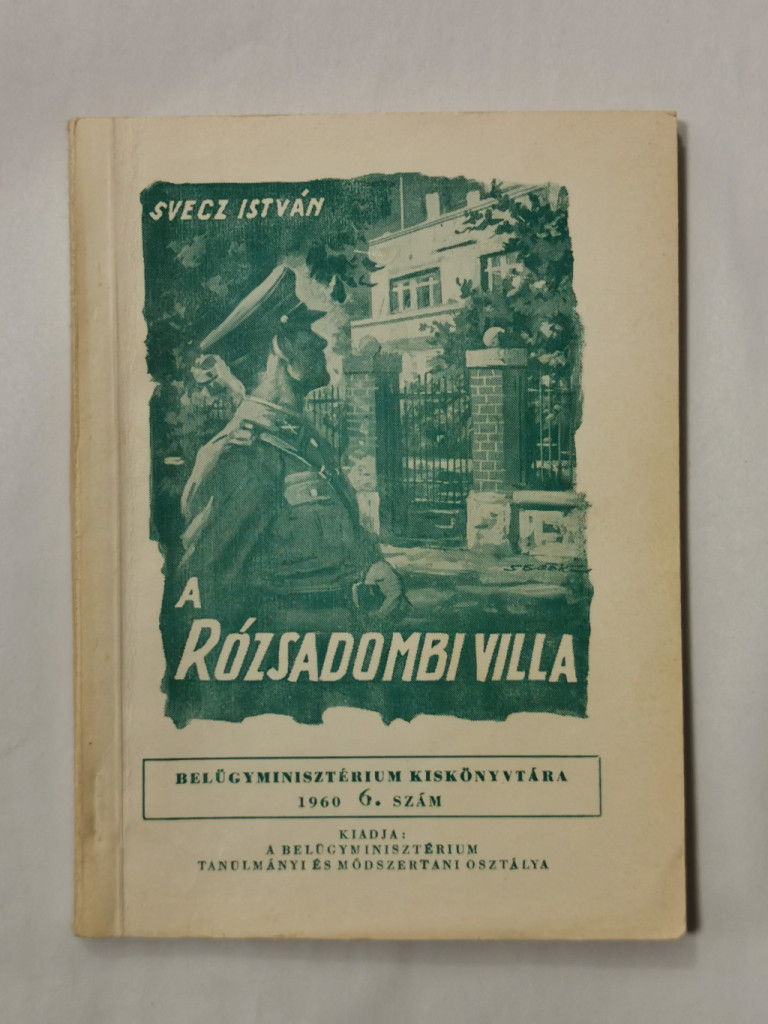 SVECZ ISTVÁN
A
RÓZSADOMBI VILLA
BELÜGYMINISZTÉRIUM KISKÖNYVTÁRA
1960 6. SZÁM
KIADJA:
A BELÜGYMINISZTÉRIUM
TANULMÁNYI ÉS MÓDSZERTANI OSZTÁLYA